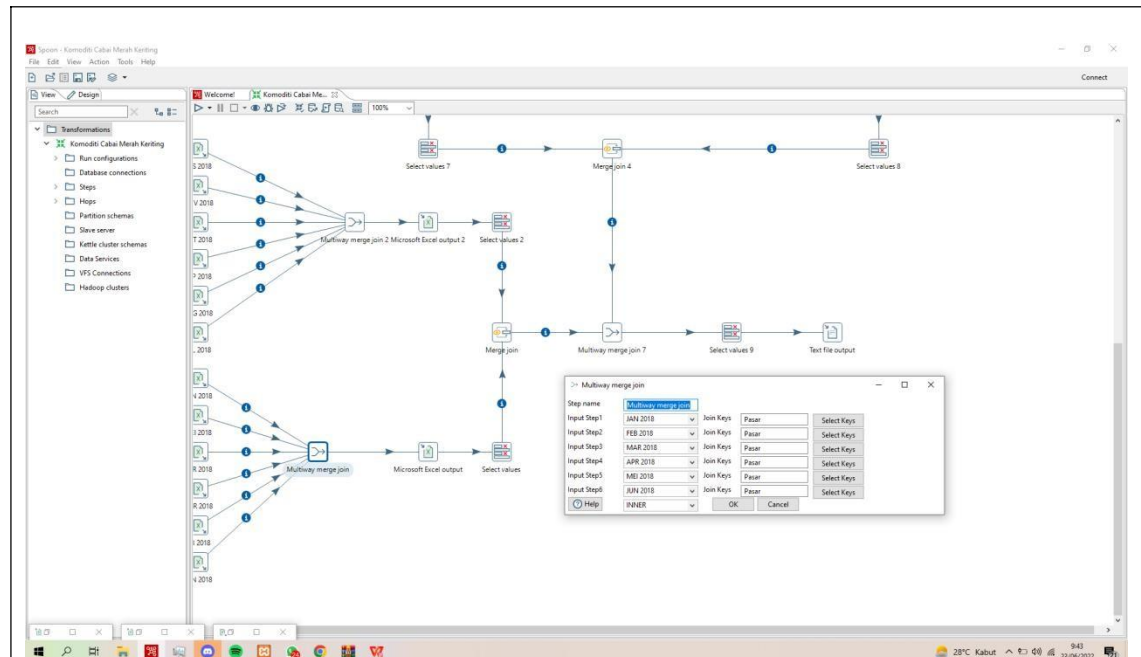 Spoon - Komoditi Cabai Merah Keriting
File Edit View Action Tools Help
Connect
View Design
Welcome! Komoditi Cabai Me...
Search
100%
Transformations
Komoditi Cabai Merah Keriting
Run configurations
Database connections
Steps
Hops
Partition schemas
Slave server
Kettle cluster schemas
Data Services
VFS Connections
Hadoop clusters
Select values 7
Merge join 4
Select values 8
S 2018
V 2018
T 2018
P 2018
G 2018
. 2018
Multiway merge join 2
Microsoft Excel output 2
Select values 2
Merge join
Multiway merge join 7
Select values 9
Text file output
2018
2018
R 2018
R 2018
2018
2018
Multiway merge join
Microsoft Excel output
Select values
Multiway merge join
Step name Multiway merge join
Input Step1 JAN 2018 Join Keys Pasar Select Keys
Input Step2 FEB 2018 Join Keys Pasar Select Keys
Input Step3 MAR 2018 Join Keys Pasar Select Keys
Input Step4 APR 2018 Join Keys Pasar Select Keys
Input Step5 MEI 2018 Join Keys Pasar Select Keys
Input Step6 JUN 2018 Join Keys Pasar Select Keys
Help INNER OK Cancel
28°C Kabut
9:43
22/06/2022